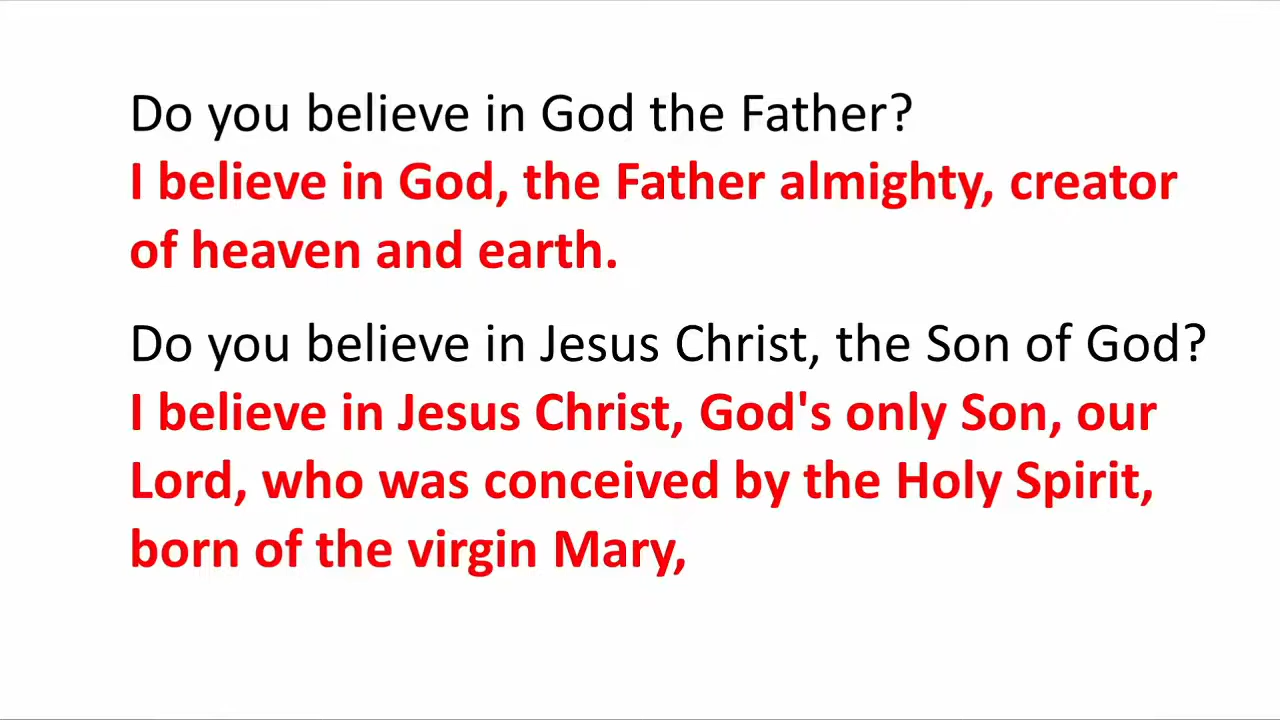 Do you believe in God the Father?
I believe in God, the Father almighty, creator
of heaven and earth.
Do you believe in Jesus Christ, the Son of God?
I believe in Jesus Christ, God's only Son, our
Lord, who was conceived by the Holy Spirit,
born of the virgin Mary,